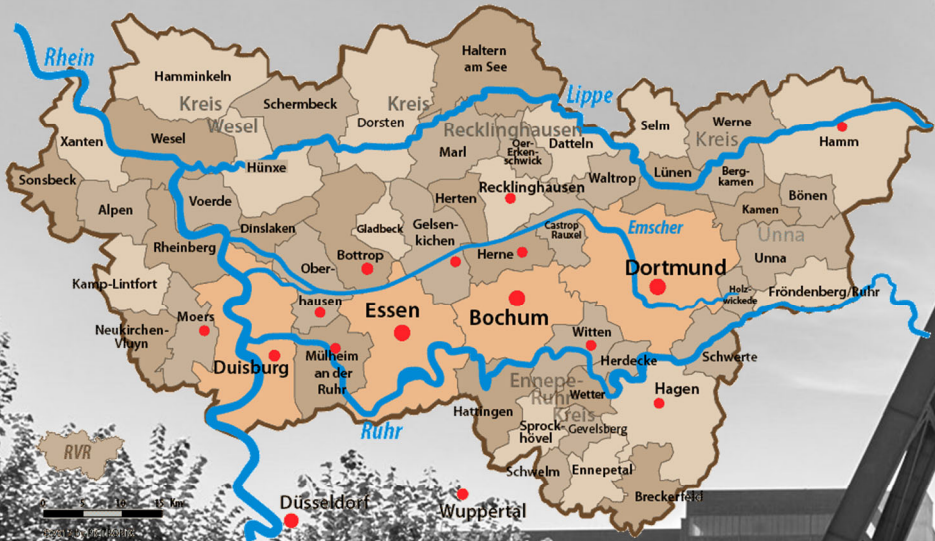 Rhein
Hamminkeln
Kreis
Wesel
Schermbeck
Kreis
Recklinghausen
Haltern
am See
Lippe
Dorsten
Selm
Werne
Kreis
Unna
Hamm
Xanten
Wesel
Hünxe
Marl
Oer-
Erken-
schwick
Datteln
Waltrop
Lünen
Berg-
kamen
Bönen
Sonsbeck
Alpen
Voerde
Dinslaken
Gladbeck
Gelsen-
kirchen
Herten
Recklinghausen
Castrop
Rauxel
Emscher
Kamen
Unna
Rheinberg
Bottrop
Herne
Dortmund
Holz-
wickede
Fröndenberg/Ruhr
Kamp-Lintfort
Ober-
hausen
Essen
Bochum
Neukirchen-
Vluyn
Moers
Duisburg
Mülheim
an der
Ruhr
Witten
Herdecke
Schwerte
Ruhr
Hattingen
Ennepe-
Ruhr
Kreis
Wetter
Hagen
Sprock-
hövel
Gevelsberg
Schwelm
Ennepetal
Breckerfeld
RVR
0 5 10 15 Km
Düsseldorf
Wuppertal